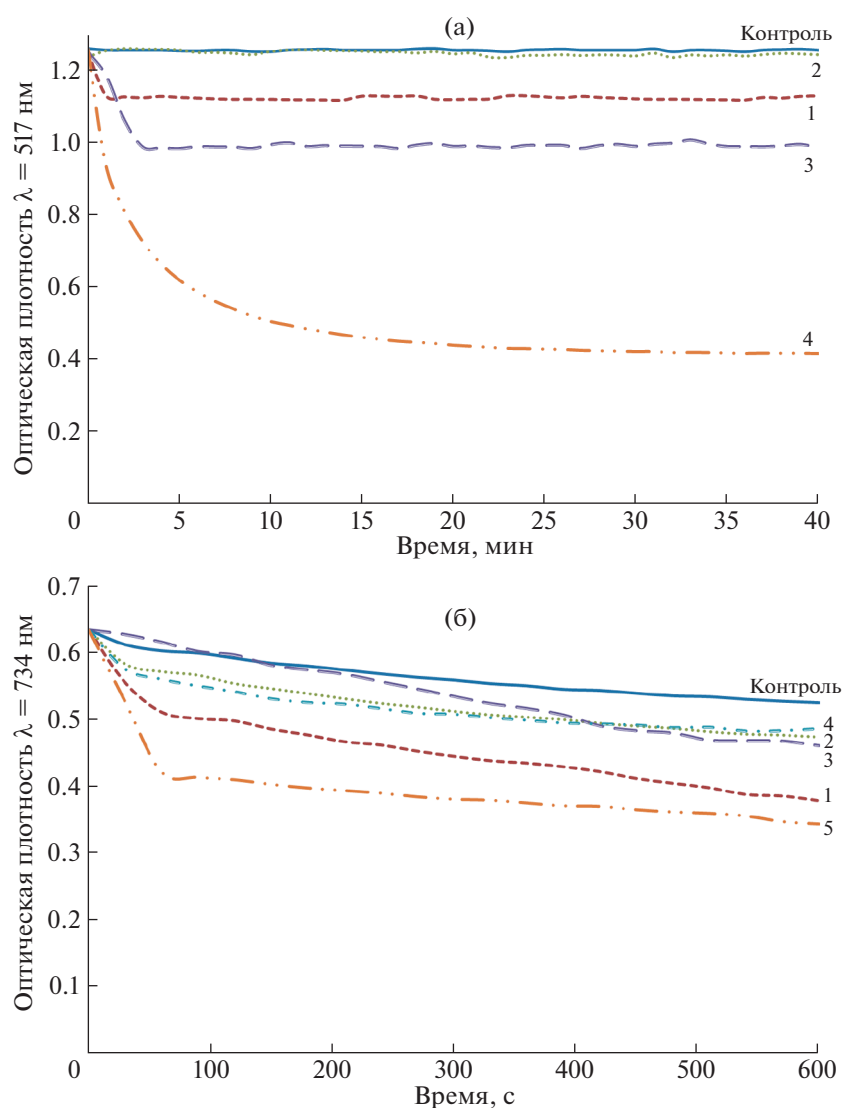 (а)
Контроль
2
1
3
4
Оптическая плотность λ = 517 нм
1.2
1.0
0.8
0.6
0.4
0.2
0 5 10 15 20 25 30 35 40
Время, мин
(б)
Контроль
4
2
3
1
5
Оптическая плотность λ = 734 нм
0.7
0.6
0.5
0.4
0.3
0.2
0.1
0 100 200 300 400 500 600
Время, с